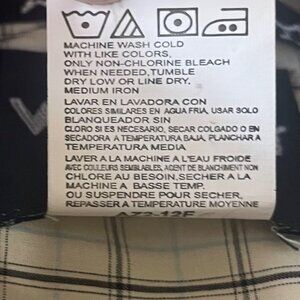 MACHINE WASH COLD
WITH LIKE COLORS,
ONLY NON-CHLORINE BLEACH
WHEN NEEDED,TUMBLE
DRY LOW OR LINE DRY,
MEDIUM IRON
LAVAR EN LAVADORA CON
COLORES SIMILARES EN AGUA FRIA, USAR SOLO
BLANQUEADOR SIN
CLORO SI ES NECESARIO, SECAR COLGADO O EN
SECADORA A TEMPERATURA BAJA, PLANCHAR A
TEMPERATURA MEDIA
LAVER A LA MACHINE A L'EAU FROIDE
AVEC COULEURS SEMBLABLES, AGENT DE BLANCHIMENT NON
CHLORE AU BESOIN,SECHER A LA
MACHINE A BASSE TEMP.
OU SUSPENDRE POUR SECHER,
REPASSER A TEMPERATURE MOYENNE